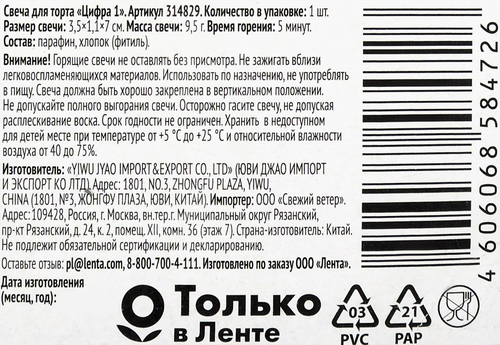 Свеча для торта «Цифра 1». Артикул 314829. Количество в упаковке: 1 шт.
Размер свечи: 3,5×1,1×7 см. Масса свечи: 9,5 г. Время горения: 5 минут.
Состав: парафин, хлопок (фитиль).
Внимание! Горящие свечи не оставлять без присмотра. Не зажигать вблизи
легковоспламеняющихся материалов. Использовать по назначению, не употреблять
в пищу. Свеча должна быть хорошо закреплена в вертикальном положении.
Не допускайте полного выгорания свечи. Осторожно гасите свечу, не допуская
расплескивание воска. Срок годности не ограничен. Хранить в недоступном
для детей месте при температуре от +5 °C до +25 °C и относительной влажности
воздуха от 40 до 75%.
Изготовитель: «YIWU JYAO IMPORT&EXPORT CO., LTD» (ЮВИ ДЖАО ИМПОРТ
И ЭКСПОРТ КО ЛТД). Адрес: 1801, NO.3, ZHONGFU PLAZA, YIWU,
CHINA (1801, №3, ЖОНГФУ ПЛАЗА, ЮВИ, КИТАЙ). Импортер: ООО «Свежий ветер».
Адрес: 109428, Россия, г. Москва, вн.тер.г. Муниципальный округ Рязанский,
пр-кт Рязанский, д. 24, к. 2, помещ. XII, комн. 36 (этаж 7). Страна-изготовитель: Китай.
Не подлежит обязательной сертификации и декларированию.
Оставить отзыв: pl@lenta.com, 8-800-700-4-111. Изготовлено по заказу ООО «Лента».
Дата изготовления
(месяц, год):
Только
в Ленте
03
PVC
21
PAP
4 606068 584726